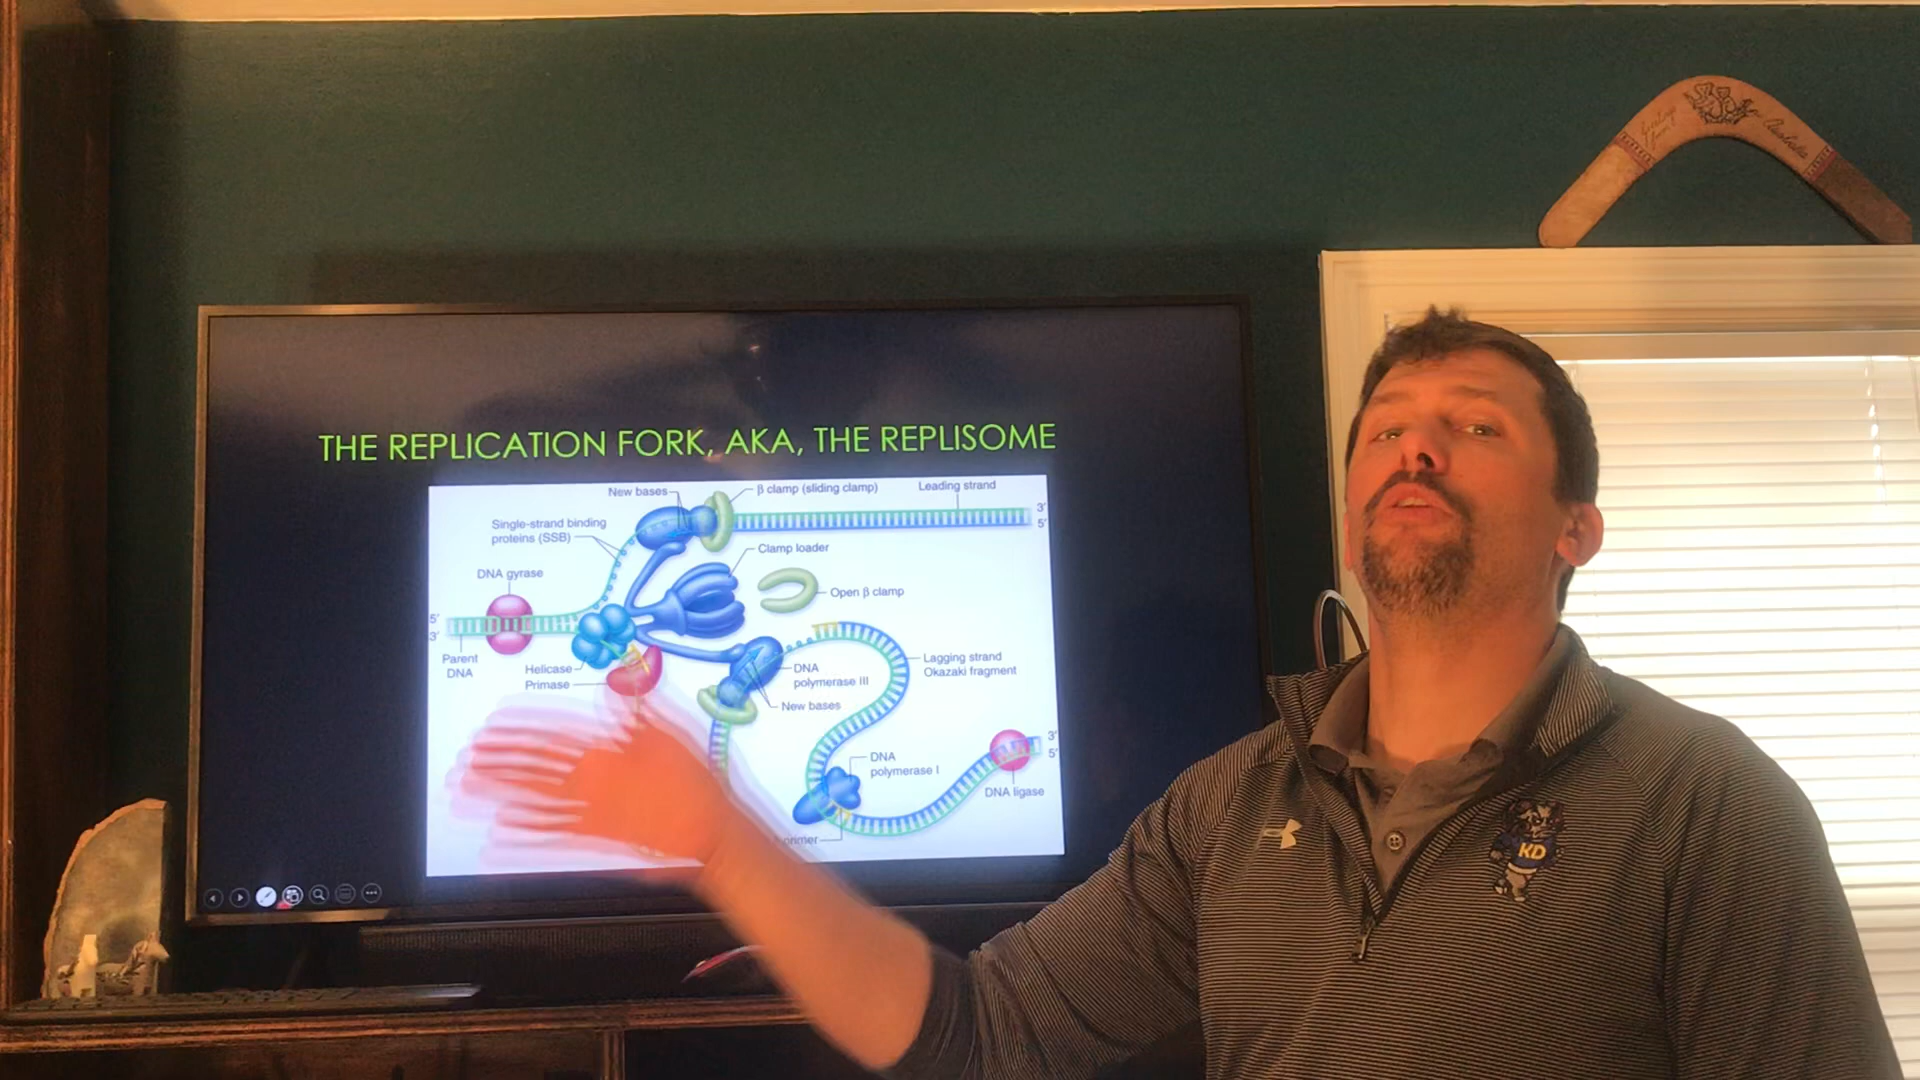 THE REPLICATION FORK, AKA, THE REPLISOME
New bases
β clamp (sliding clamp)
Leading strand
3'
5'
Single-strand binding
proteins (SSB)
Clamp loader
DNA gyrase
Open β clamp
5'
3'
Parent
DNA
Helicase
Primase
DNA
polymerase III
New bases
Lagging strand
Okazaki fragment
DNA
polymerase I
3'
5'
DNA ligase
primer
KD